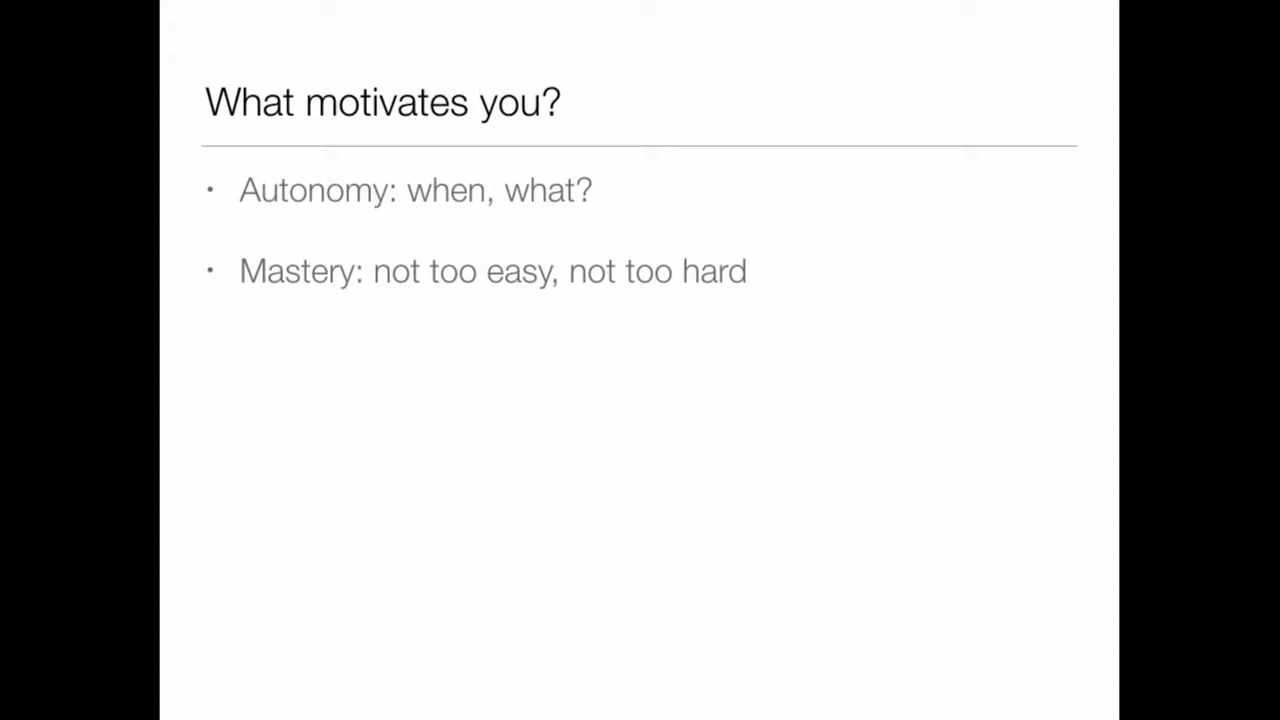 What motivates you?
• Autonomy: when, what?
• Mastery: not too easy, not too hard